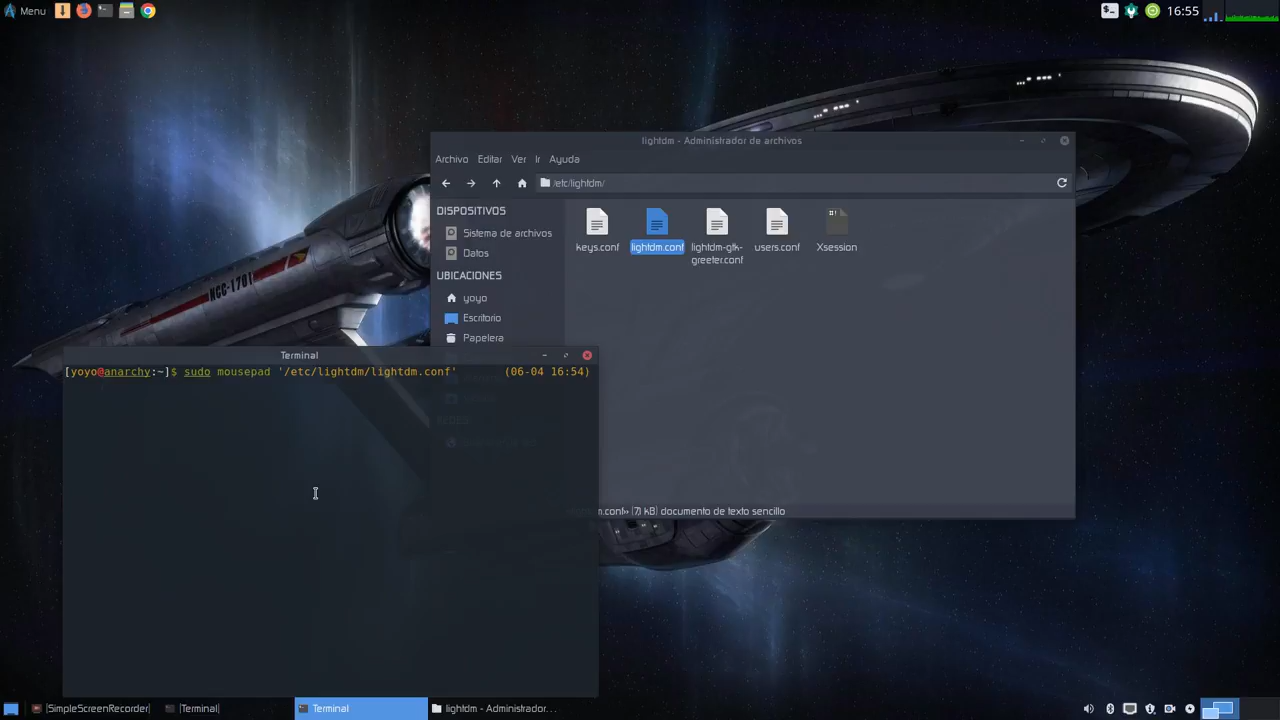 Menu
16:55
NCC-1701
lightdm - Administrador de archivos
Archivo Editar Ver Ir Ayuda
/etc/lightdm/
DISPOSITIVOS
Sistema de archivos
Datos
UBICACIONES
yoyo
Escritorio
Papelera
keys.conf
lightdm.conf
lightdm-gtk-
greeter.conf
users.conf
Xsession
Terminal
[yoyo@anarchy:~]$ sudo mousepad '/etc/lightdm/lightdm.conf' (06-04 16:54)
m.conf» (7,1 kB) documento de texto sencillo
[SimpleScreenRecorder]
[Terminal]
Terminal
lightdm - Administrador...